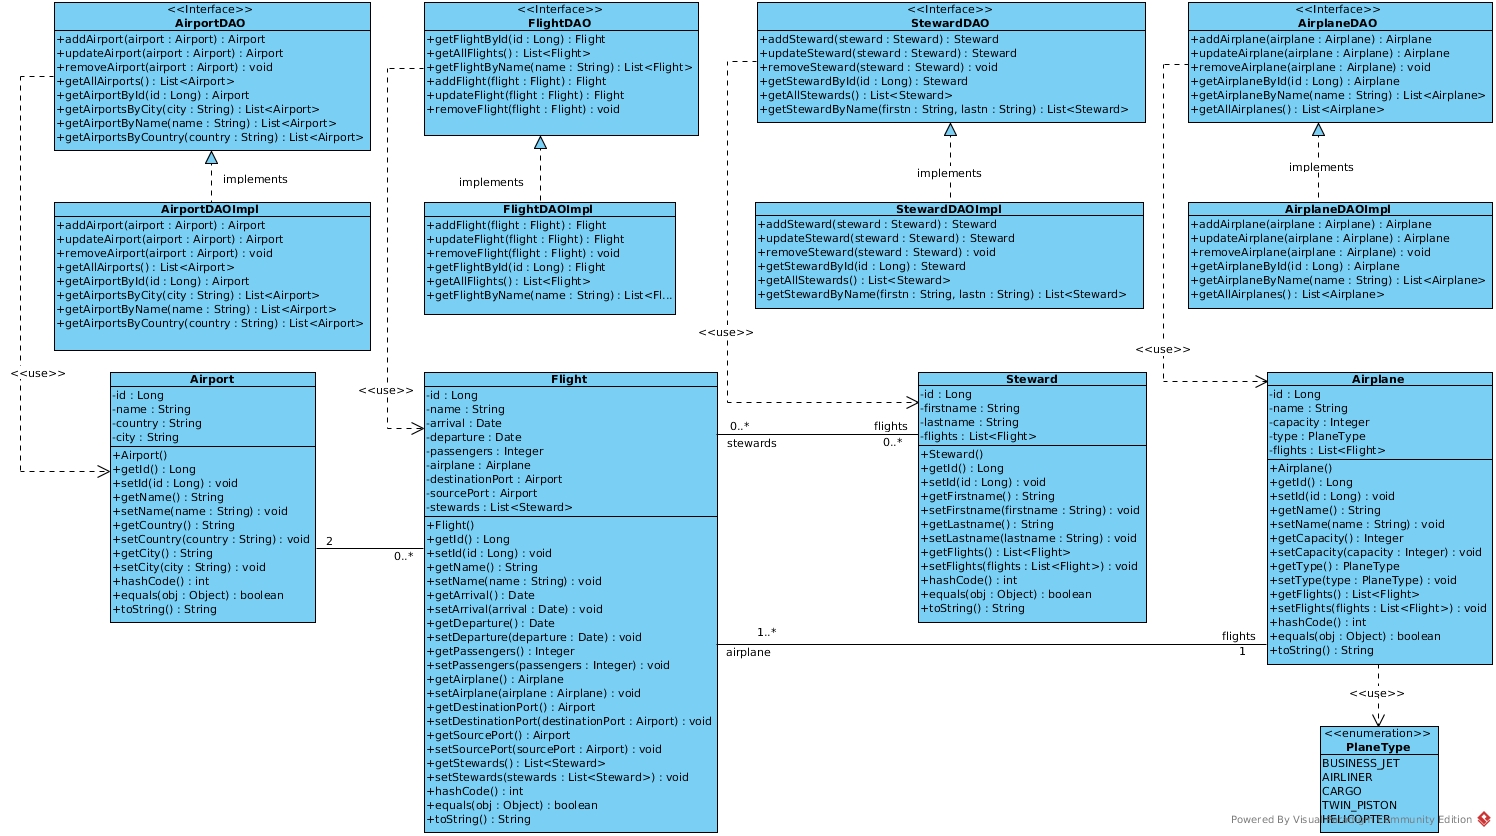 <<Interface>>
AirportDAO
+addAirport(airport : Airport) : Airport
+updateAirport(airport : Airport) : Airport
+removeAirport(airport : Airport) : void
+getAllAirports() : List<Airport>
+getAirportById(id : Long) : Airport
+getAirportsByCity(city : String) : List<Airport>
+getAirportByName(name : String) : List<Airport>
+getAirportsByCountry(country : String) : List<Airport>
<<Interface>>
FlightDAO
+getFlightById(id : Long) : Flight
+getAllFlights() : List<Flight>
+getFlightByName(name : String) : List<Flight>
+addFlight(flight : Flight) : Flight
+updateFlight(flight : Flight) : Flight
+removeFlight(flight : Flight) : void
<<Interface>>
StewardDAO
+addSteward(steward : Steward) : Steward
+updateSteward(steward : Steward) : Steward
+removeSteward(steward : Steward) : void
+getStewardById(id : Long) : Steward
+getAllStewards() : List<Steward>
+getStewardByName(firstn : String, lastn : String) : List<Steward>
<<Interface>>
AirplaneDAO
+addAirplane(airplane : Airplane) : Airplane
+updateAirplane(airplane : Airplane) : Airplane
+removeAirplane(airplane : Airplane) : void
+getAirplaneById(id : Long) : Airplane
+getAirplaneByName(name : String) : List<Airplane>
+getAllAirplanes() : List<Airplane>
implements
implements
implements
implements
AirportDAOImpl
+addAirport(airport : Airport) : Airport
+updateAirport(airport : Airport) : Airport
+removeAirport(airport : Airport) : void
+getAllAirports() : List<Airport>
+getAirportById(id : Long) : Airport
+getAirportsByCity(city : String) : List<Airport>
+getAirportByName(name : String) : List<Airport>
+getAirportsByCountry(country : String) : List<Airport>
FlightDAOImpl
+addFlight(flight : Flight) : Flight
+updateFlight(flight : Flight) : Flight
+removeFlight(flight : Flight) : void
+getFlightById(id : Long) : Flight
+getAllFlights() : List<Flight>
+getFlightByName(name : String) : List<Fl...
StewardDAOImpl
+addSteward(steward : Steward) : Steward
+updateSteward(steward : Steward) : Steward
+removeSteward(steward : Steward) : void
+getStewardById(id : Long) : Steward
+getAllStewards() : List<Steward>
+getStewardByName(firstn : String, lastn : String) : List<Steward>
AirplaneDAOImpl
+addAirplane(airplane : Airplane) : Airplane
+updateAirplane(airplane : Airplane) : Airplane
+removeAirplane(airplane : Airplane) : void
+getAirplaneById(id : Long) : Airplane
+getAirplaneByName(name : String) : List<Airplane>
+getAllAirplanes() : List<Airplane>
<<use>>
<<use>>
<<use>>
<<use>>
Airport
-id : Long
-name : String
-country : String
-city : String
+Airport()
+getId() : Long
+setId(id : Long) : void
+getName() : String
+setName(name : String) : void
+getCountry() : String
+setCountry(country : String) : void
+getCity() : String
+setCity(city : String) : void
+hashCode() : int
+equals(obj : Object) : boolean
+toString() : String
2
0..*
Flight
-id : Long
-name : String
-arrival : Date
-departure : Date
-passengers : Integer
-airplane : Airplane
-destinationPort : Airport
-sourcePort : Airport
-stewards : List<Steward>
+Flight()
+getId() : Long
+setId(id : Long) : void
+getName() : String
+setName(name : String) : void
+getArrival() : Date
+setArrival(arrival : Date) : void
+getDeparture() : Date
+setDeparture(departure : Date) : void
+getPassengers() : Integer
+setPassengers(passengers : Integer) : void
+getAirplane() : Airplane
+setAirplane(airplane : Airplane) : void
+getDestinationPort() : Airport
+setDestinationPort(destinationPort : Airport) : void
+getSourcePort() : Airport
+setSourcePort(sourcePort : Airport) : void
+getStewards() : List<Steward>
+setStewards(stewards : List<Steward>) : void
+hashCode() : int
+equals(obj : Object) : boolean
+toString() : String
0..*
stewards
flights
0..*
Steward
-id : Long
-firstname : String
-lastname : String
-flights : List<Flight>
+Steward()
+getId() : Long
+setId(id : Long) : void
+getFirstname() : String
+setFirstname(firstname : String) : void
+getLastname() : String
+setLastname(lastname : String) : void
+getFlights() : List<Flight>
+setFlights(flights : List<Flight>) : void
+hashCode() : int
+equals(obj : Object) : boolean
+toString() : String
1..*
airplane
flights
1
Airplane
-id : Long
-name : String
-capacity : Integer
-type : PlaneType
-flights : List<Flight>
+Airplane()
+getId() : Long
+setId(id : Long) : void
+getName() : String
+setName(name : String) : void
+getCapacity() : Integer
+setCapacity(capacity : Integer) : void
+getType() : PlaneType
+setType(type : PlaneType) : void
+getFlights() : List<Flight>
+setFlights(flights : List<Flight>) : void
+hashCode() : int
+equals(obj : Object) : boolean
+toString() : String
<<use>>
<<enumeration>>
PlaneType
BUSINESS_JET
AIRLINER
CARGO
TWIN_PISTON
HELICOPTER
Powered By Visual Paradigm Community Edition